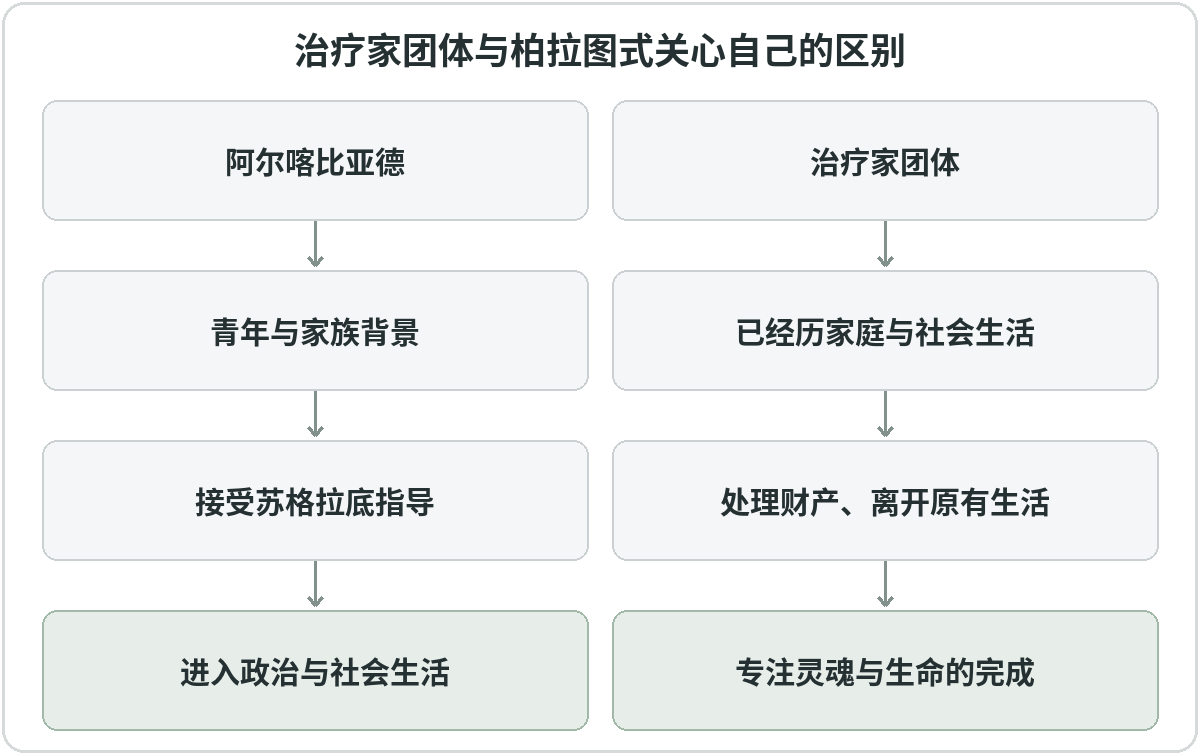 治疗家团体与柏拉图式关心自己的区别
阿尔喀比亚德
青年与家族背景
接受苏格拉底指导
进入政治与社会生活
治疗家团体
已经历家庭与社会生活
处理财产、离开原有生活
专注灵魂与生命的完成